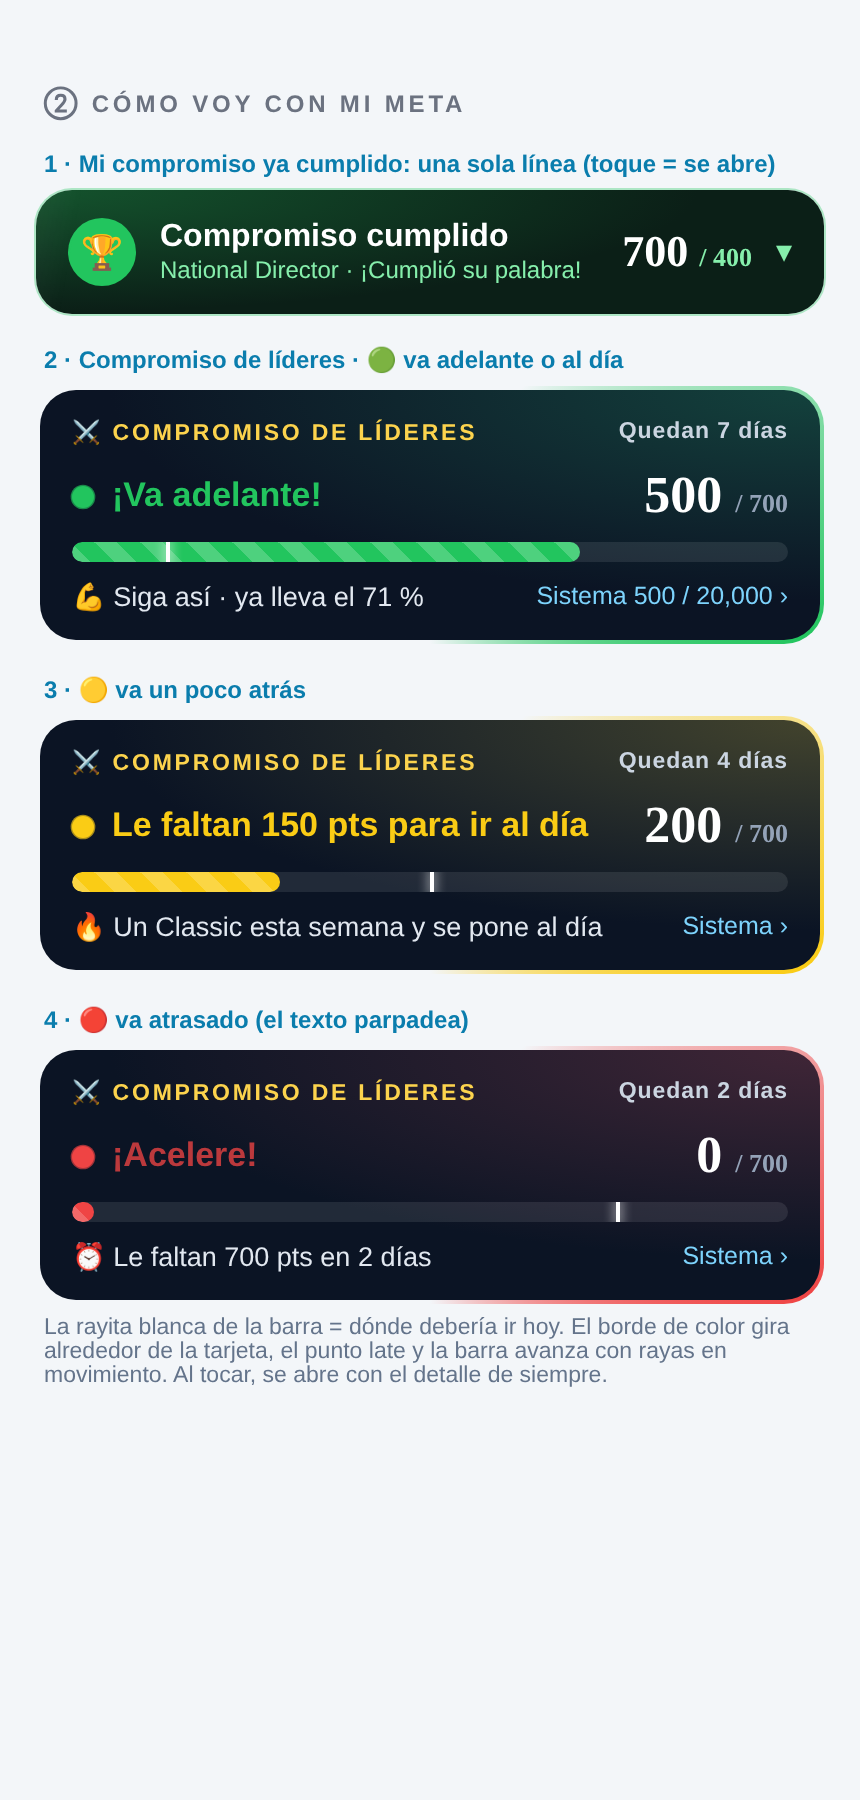 ② CÓMO VOY CON MI META
1 · Mi compromiso ya cumplido: una sola línea (toque = se abre)
Compromiso cumplido
National Director · ¡Cumplió su palabra!
700 / 400 ▼
2 · Compromiso de líderes · 🟢 va adelante o al día
⚔️ COMPROMISO DE LÍDERES
Quedan 7 días
¡Va adelante!
500 / 700
💪 Siga así · ya lleva el 71 %
Sistema 500 / 20,000 ›
3 · 🟡 va un poco atrás
⚔️ COMPROMISO DE LÍDERES
Quedan 4 días
Le faltan 150 pts para ir al día
200 / 700
🔥 Un Classic esta semana y se pone al día
Sistema ›
4 · 🔴 va atrasado (el texto parpadea)
⚔️ COMPROMISO DE LÍDERES
Quedan 2 días
¡Acelere!
0 / 700
⏰ Le faltan 700 pts en 2 días
Sistema ›
La rayita blanca de la barra = dónde debería ir hoy. El borde de color gira
alrededor de la tarjeta, el punto late y la barra avanza con rayas en
movimiento. Al tocar, se abre con el detalle de siempre.